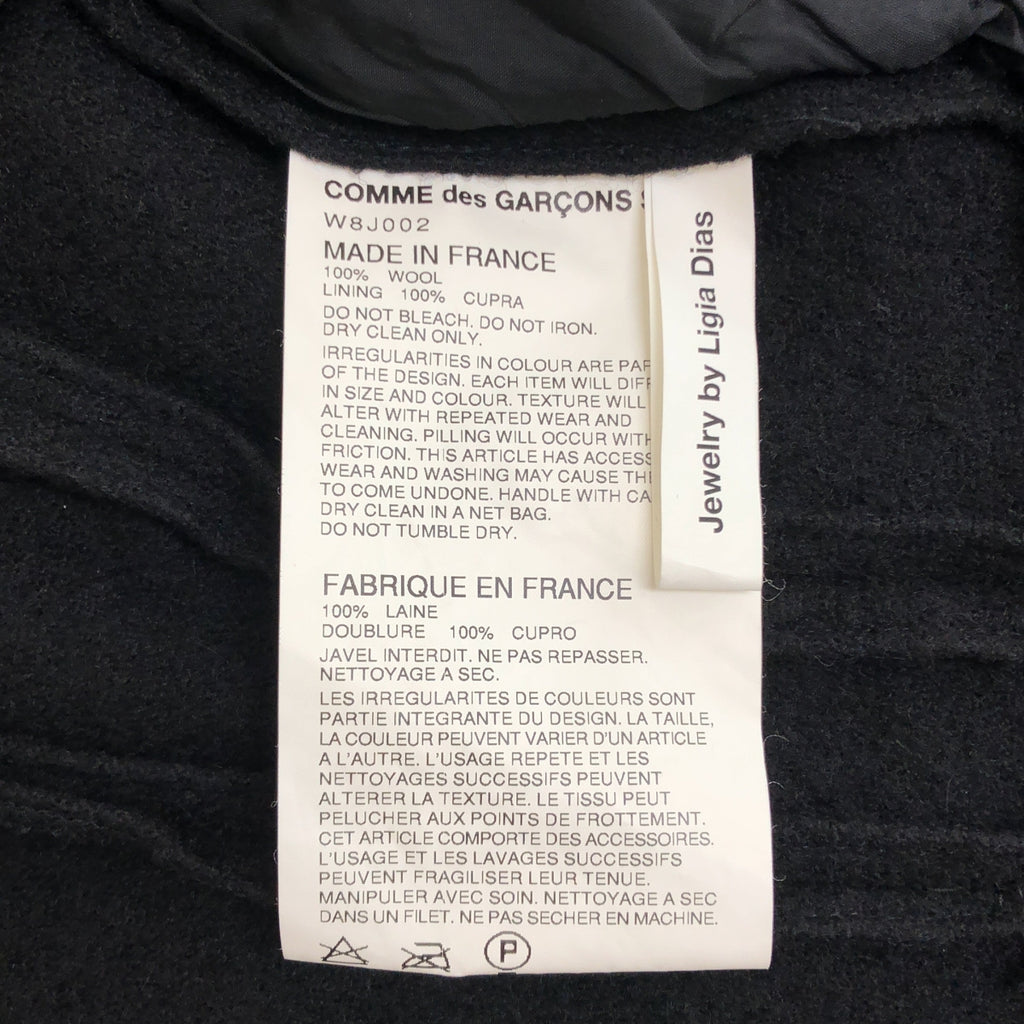 COMME des GARÇONS
W8J002
MADE IN FRANCE
100% WOOL
LINING 100% CUPRA
DO NOT BLEACH. DO NOT IRON.
DRY CLEAN ONLY.
IRREGULARITIES IN COLOUR ARE
OF THE DESIGN. EACH ITEM WILL
IN SIZE AND COLOUR. TEXTURE WILL
ALTER WITH REPEATED WEAR AND
CLEANING. PILLING WILL OCCUR
FRICTION. THIS ARTICLE HAS
WEAR AND WASHING MAY CAUSE
TO COME UNDONE. HANDLE WITH
DRY CLEAN IN A NET BAG.
DO NOT TUMBLE DRY.
FABRIQUE EN FRANCE
100% LAINE
DOUBLURE 100% CUPRO
JAVEL INTERDIT. NE PAS REPASSER.
NETTOYAGE A SEC.
LES IRREGULARITES DE COULEURS SONT
PARTIE INTEGRANTE DU DESIGN. LA TAILLE,
LA COULEUR PEUVENT VARIER D'UN ARTICLE
A L'AUTRE. L'USAGE REPETE ET LES
NETTOYAGES SUCCESSIFS PEUVENT
ALTERER LA TEXTURE. LE TISSU PEUT
PELUCHER AUX POINTS DE FROTTEMENT.
CET ARTICLE COMPORTE DES ACCESSOIRES.
L'USAGE ET LES LAVAGES SUCCESSIFS
PEUVENT FRAGILISER LEUR TENUE.
MANIPULER AVEC SOIN. NETTOYAGE A SEC
DANS UN FILET. NE PAS SECHER EN MACHINE.
P
Jewelry by Ligia Dias